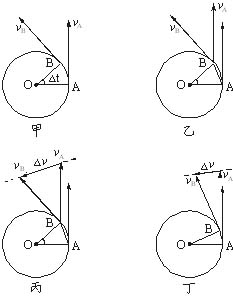 v_B v_A
B
O Δt A
甲
v_B v_A
B
O A
乙
Δv v_A
v_B
B
O A
丙
Δv
v_B v_A
B
O A
丁